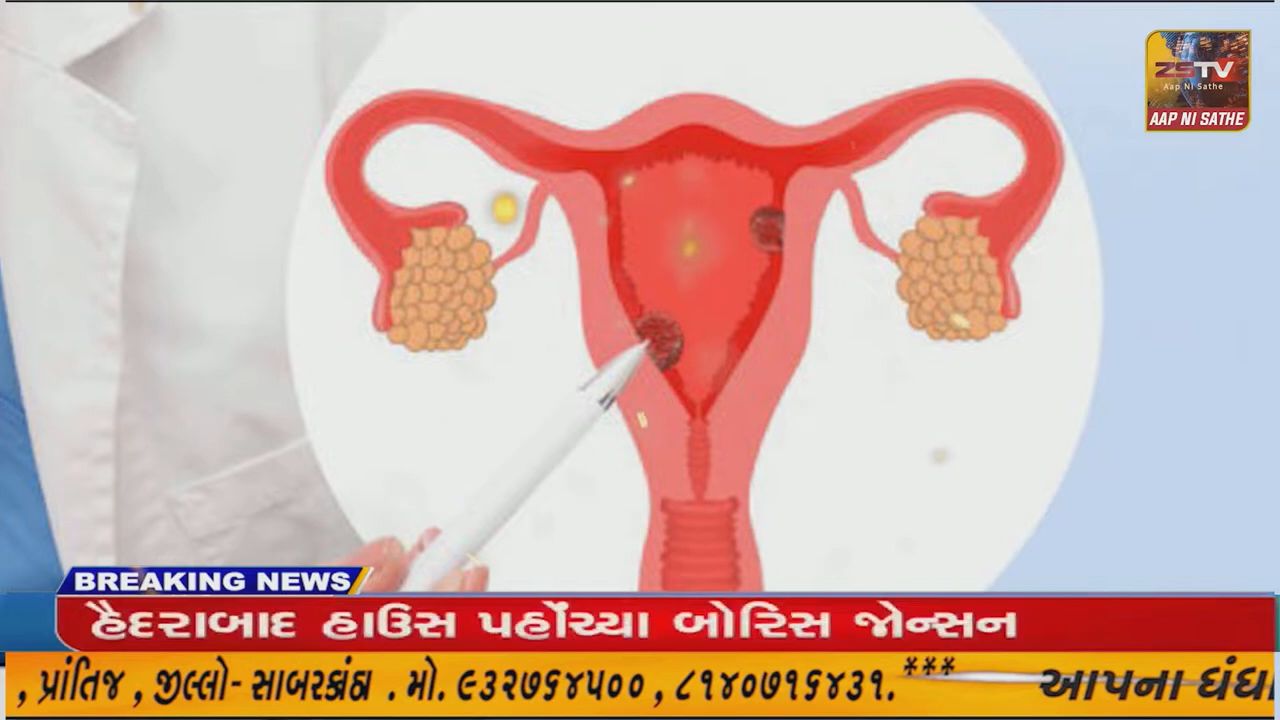 ZSTV
Aap Ni Sathe
AAP NI SATHE
BREAKING NEWS
હૈદરાબાદ હાઉસ પહોંચ્યા બોરિસ જોન્સન
, પ્રાંતિજ , જીલ્લો- સાબરકાંઠા . મો. ૯૩૨૭૬૪૫૦૦ , ૮૧૪૦૭૧૬૪૩૧. *** આપના ધંધા